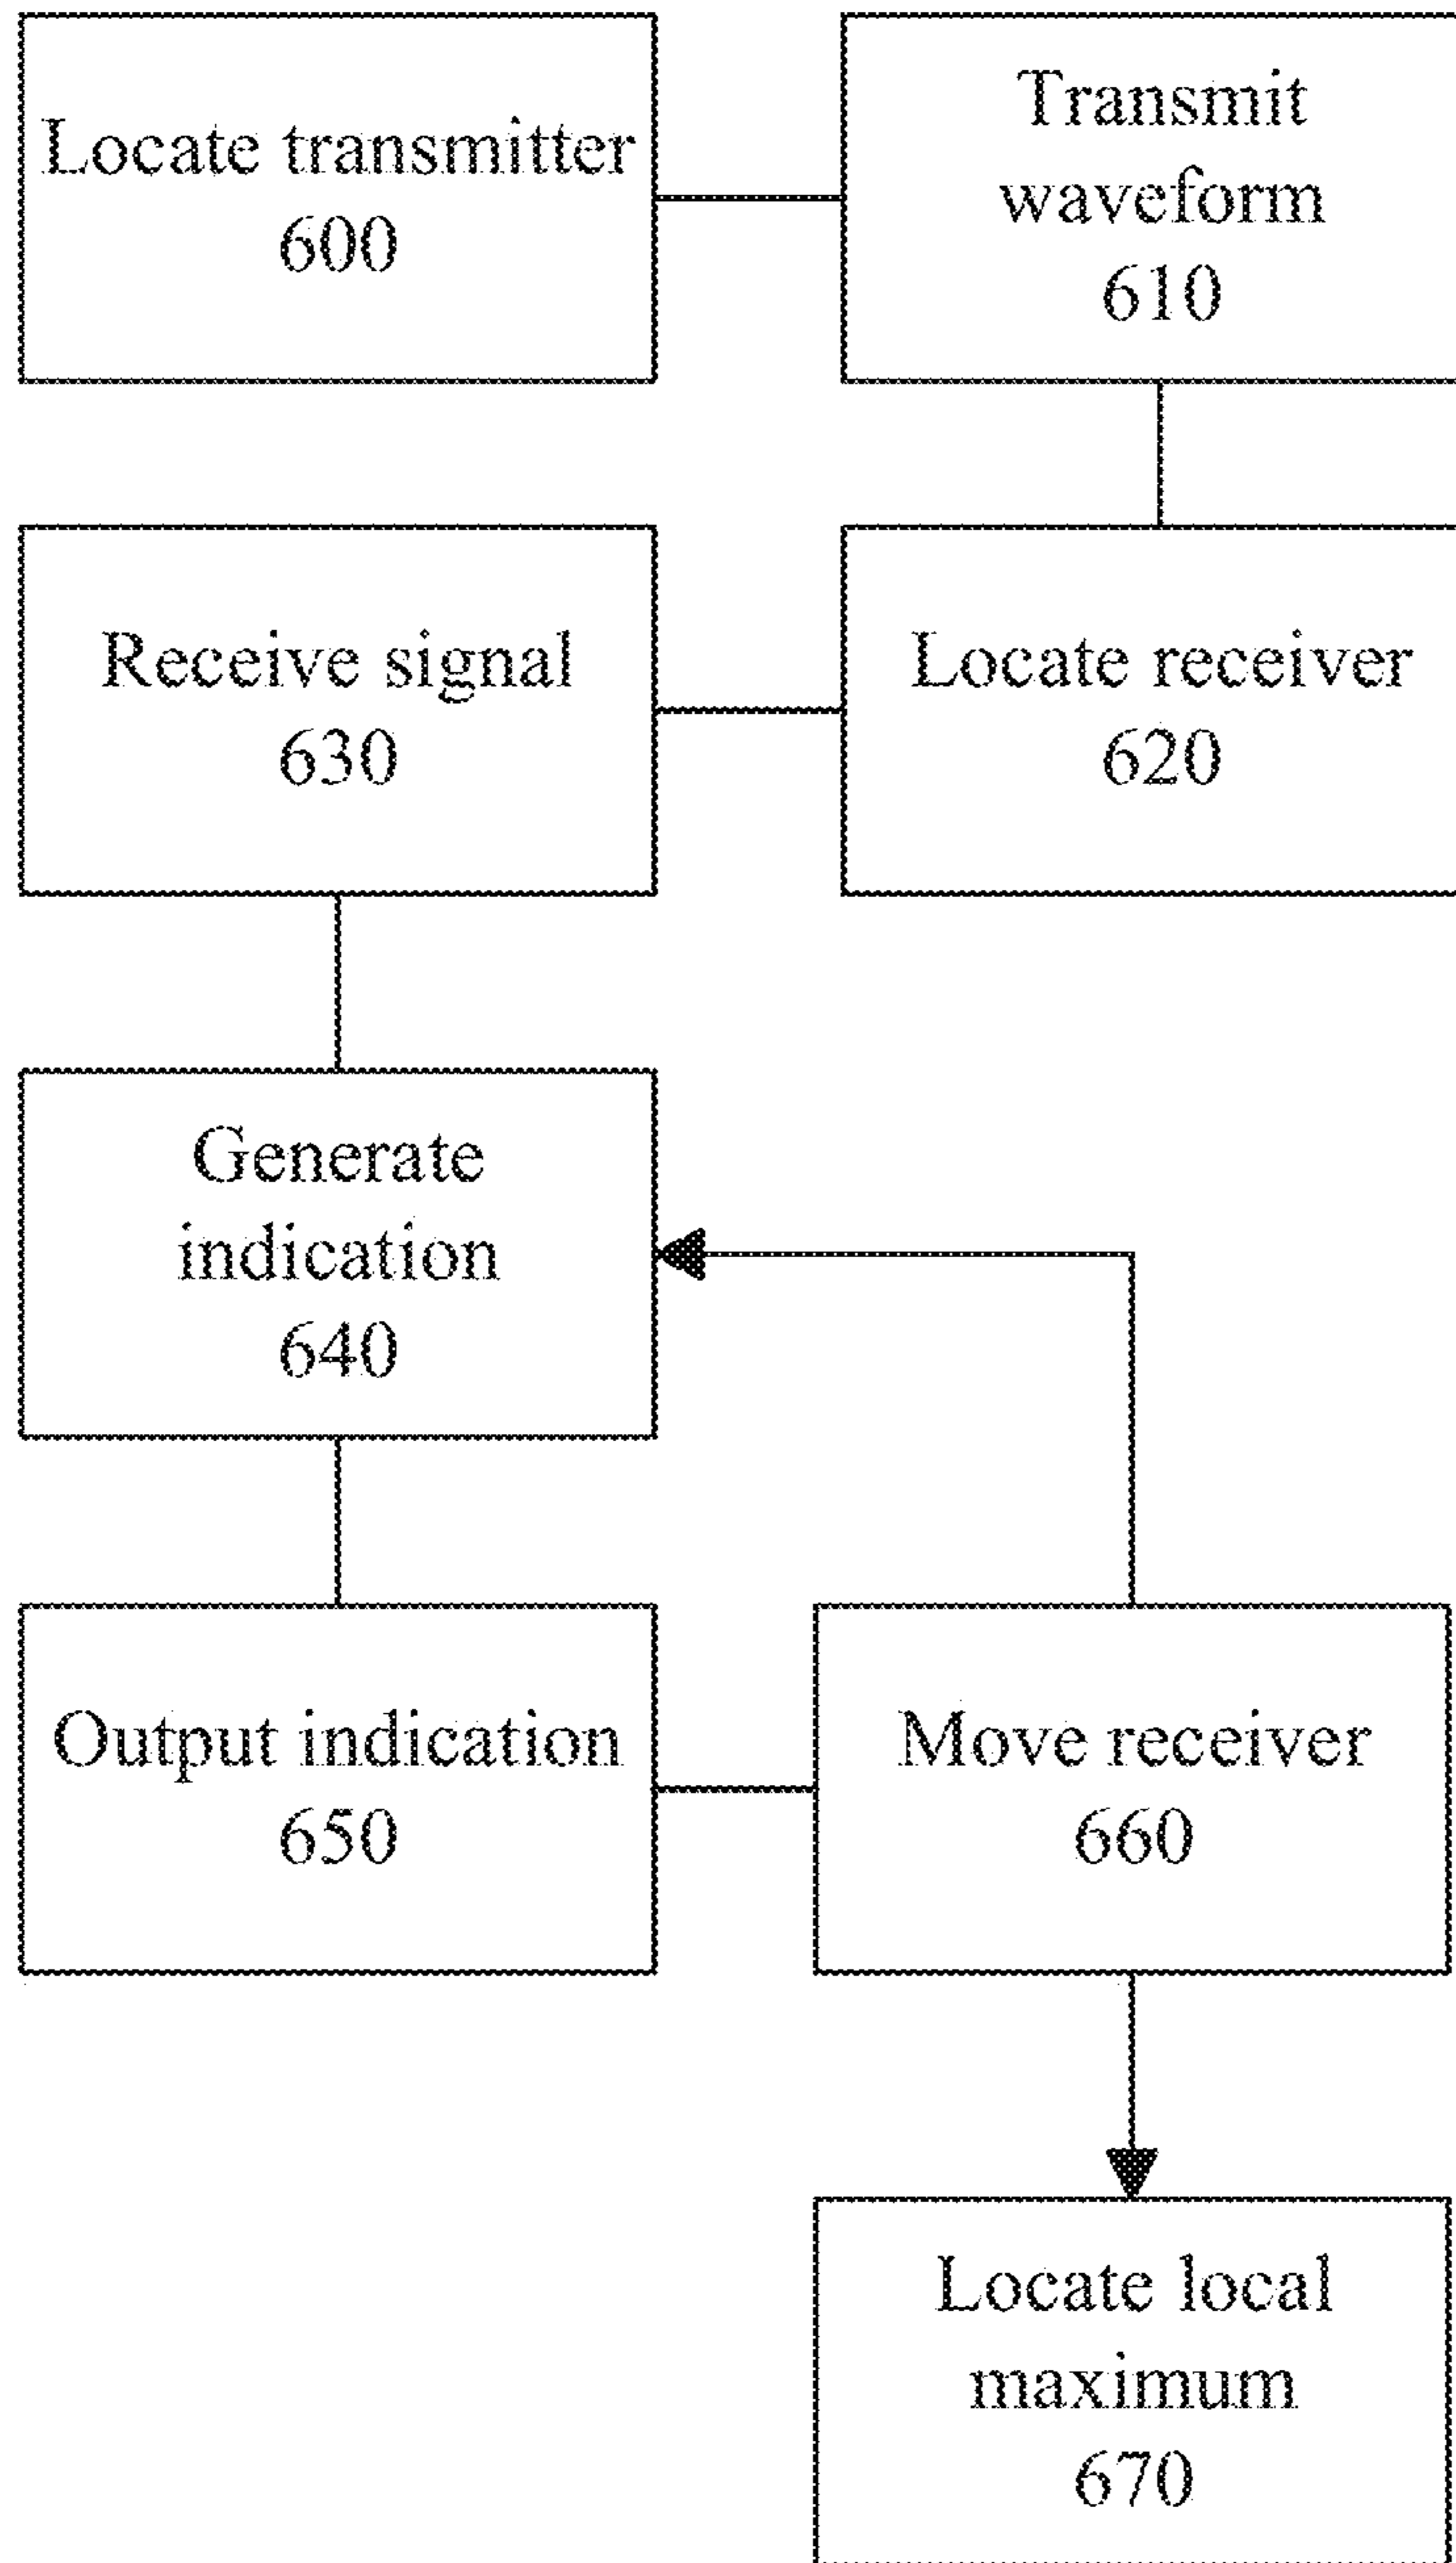 Locate transmitter
600
Transmit
waveform
610
Receive signal
630
Locate receiver
620
Generate
indication
640
Output indication
650
Move receiver
660
Locate local
maximum
670